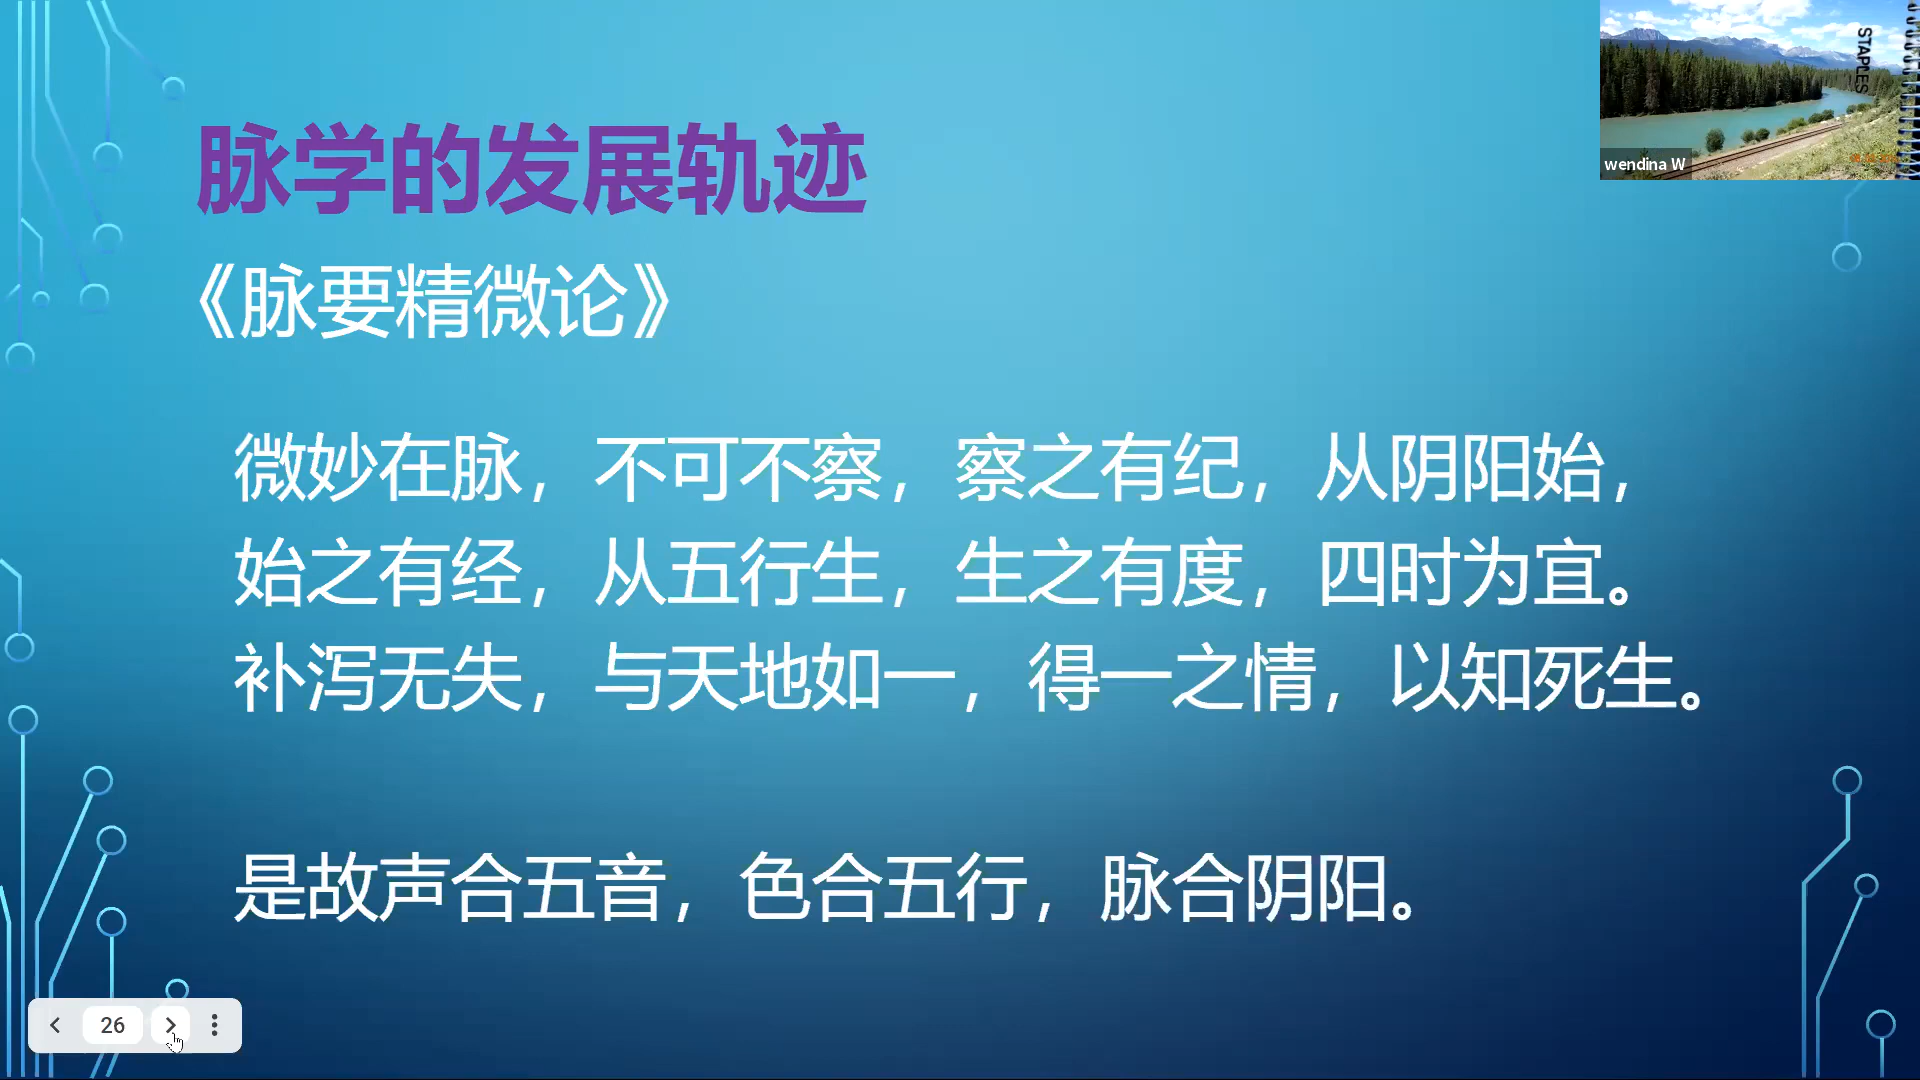 STAPLES
wendina W
脉学的发展轨迹
《脉要精微论》
微妙在脉，不可不察，察之有纪，从阴阳始，
始之有经，从五行生，生之有度，四时为宜。
补泻无失，与天地如一，得一之情，以知死生。
是故声合五音，色合五行，脉合阴阳。
26